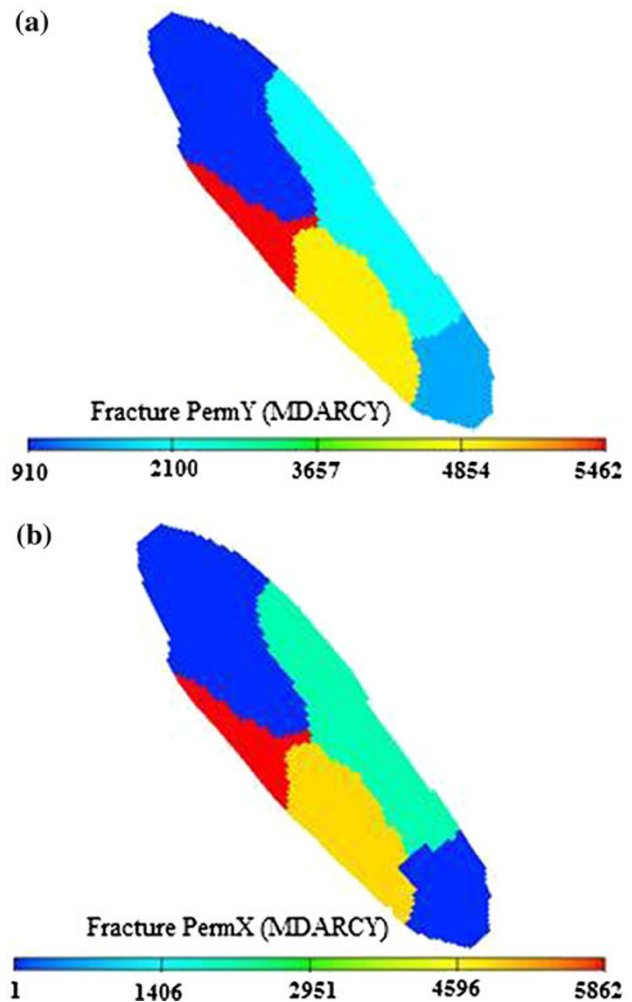 (a)
Fracture PermY (MDARCY)
910 2100 3657 4854 5462
(b)
Fracture PermX (MDARCY)
1 1406 2951 4596 5862